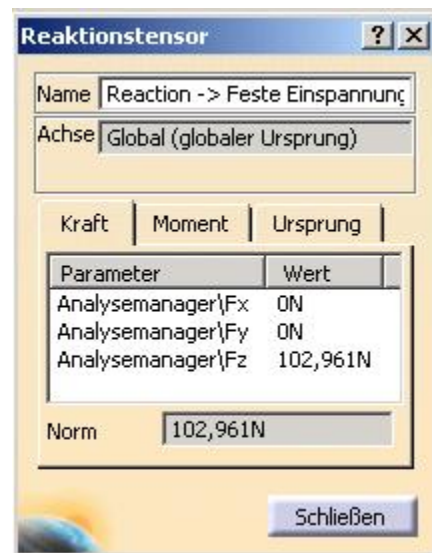 Reaktionstensor ? X
Name Reaction -> Feste Einspannung
Achse Global (globaler Ursprung)
Kraft Moment Ursprung
Parameter Wert
Analysemanager\Fx 0N
Analysemanager\Fy 0N
Analysemanager\Fz 102,961N
Norm 102,961N
Schließen